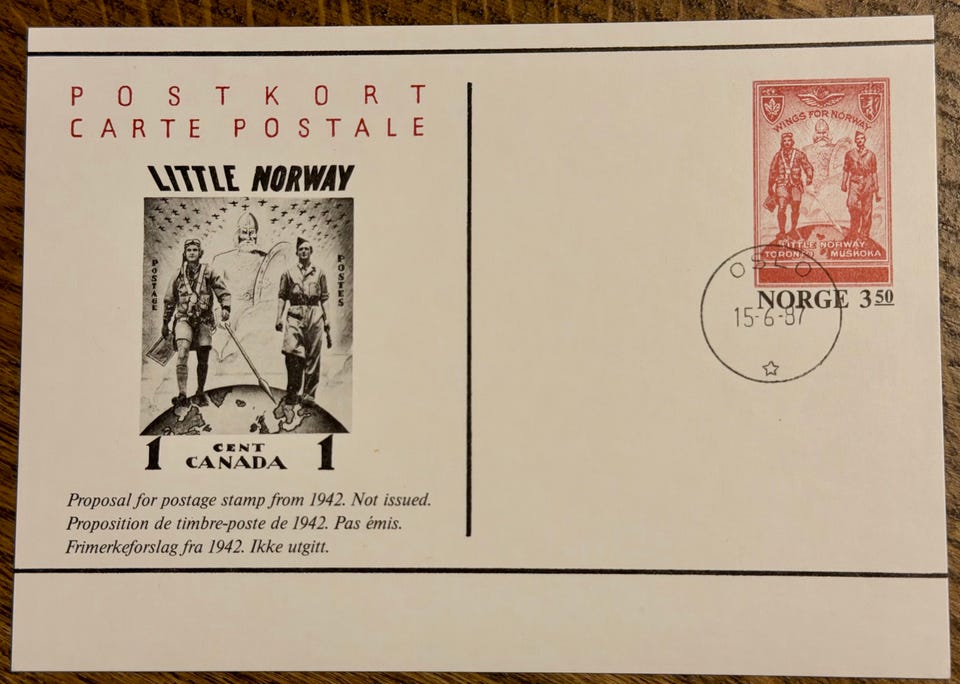 POSTKORT
CARTE POSTALE
LITTLE NORWAY
POSTAGE
POSTES
1 CENT 1
CANADA
Proposal for postage stamp from 1942. Not issued.
Proposition de timbre-poste de 1942. Pas émis.
Frimerkeforslag fra 1942. Ikke utgitt.
WINGS FOR NORWAY
LITTLE NORWAY
TORONTO MUSKOKA
NORGE 3 50
OSLO
15-6-87